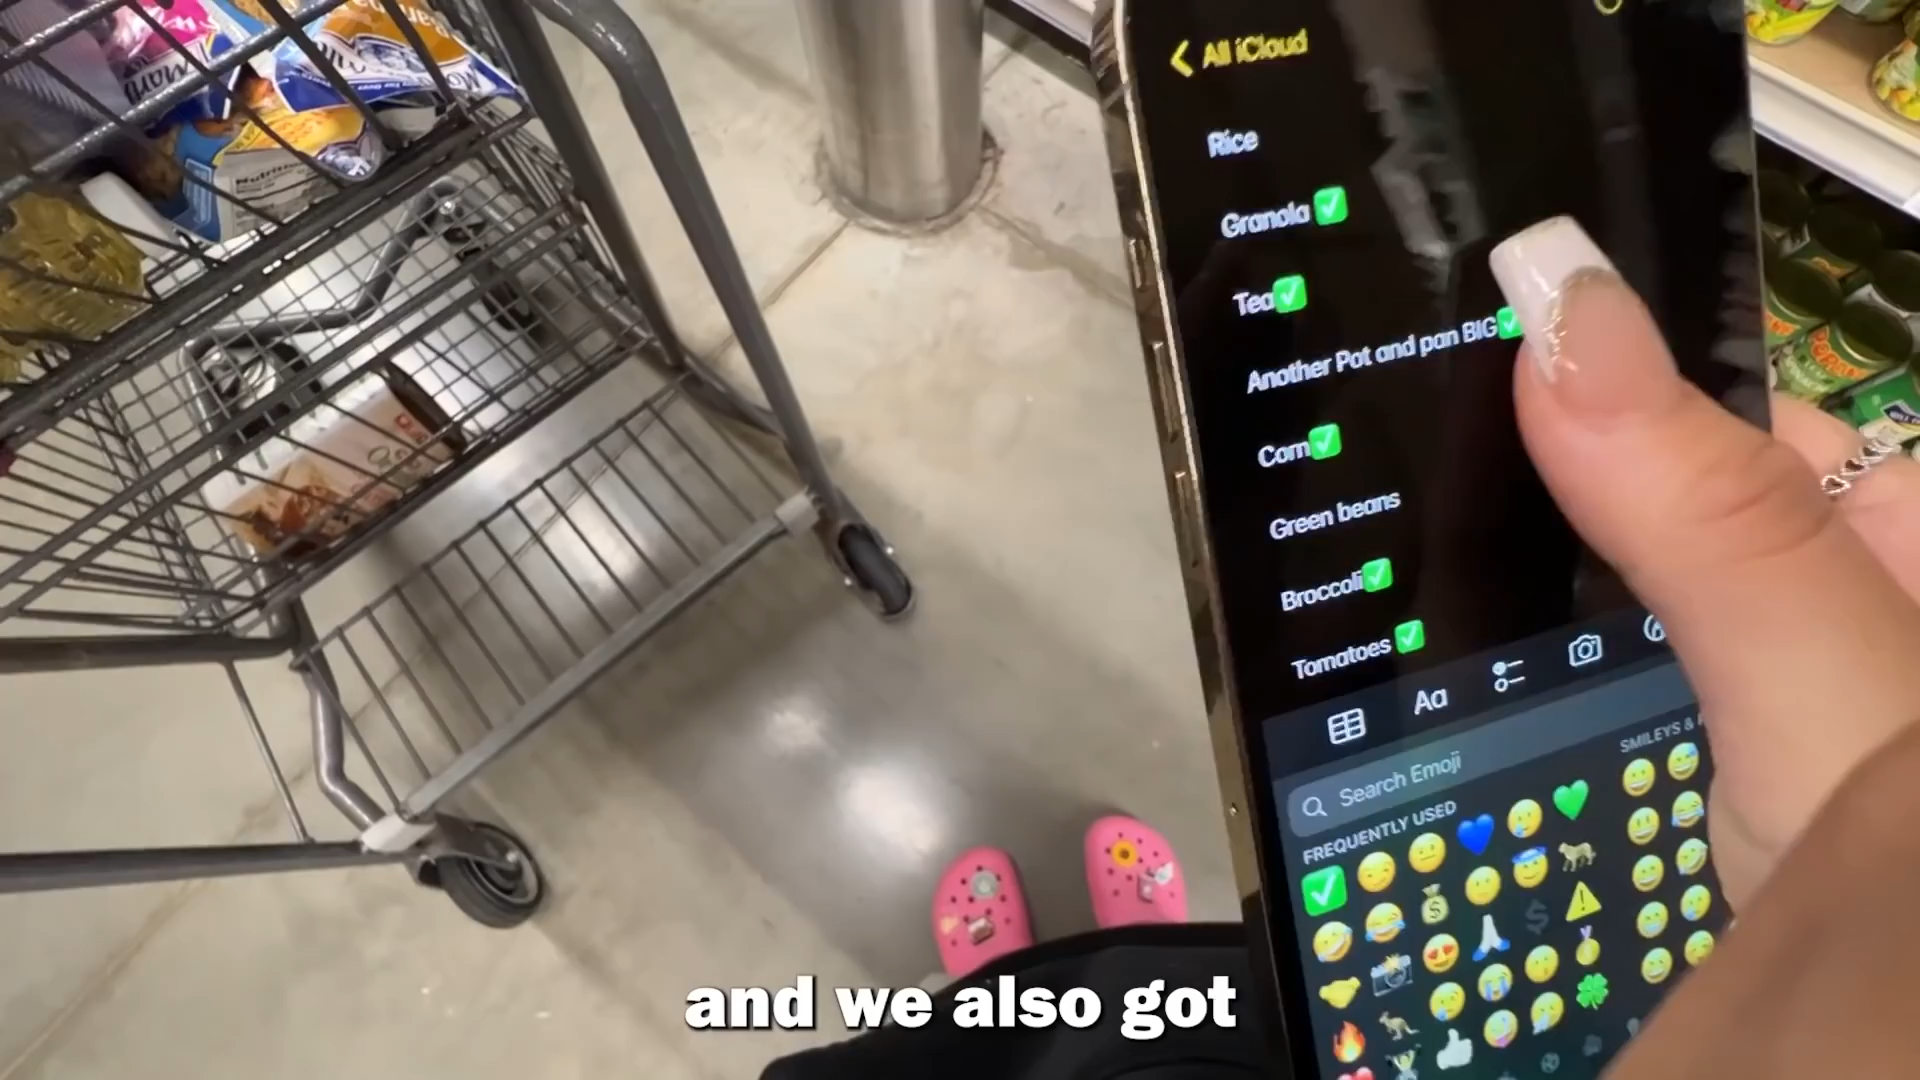 All iCloud
Rice
Granola ✅
Tea✅
Another Pot and pan BIG✅
Corn✅
Green beans
Broccoli✅
Tomatoes ✅
Aa
Search Emoji
FREQUENTLY USED
SMILEYS &
Nutrition
and we also got